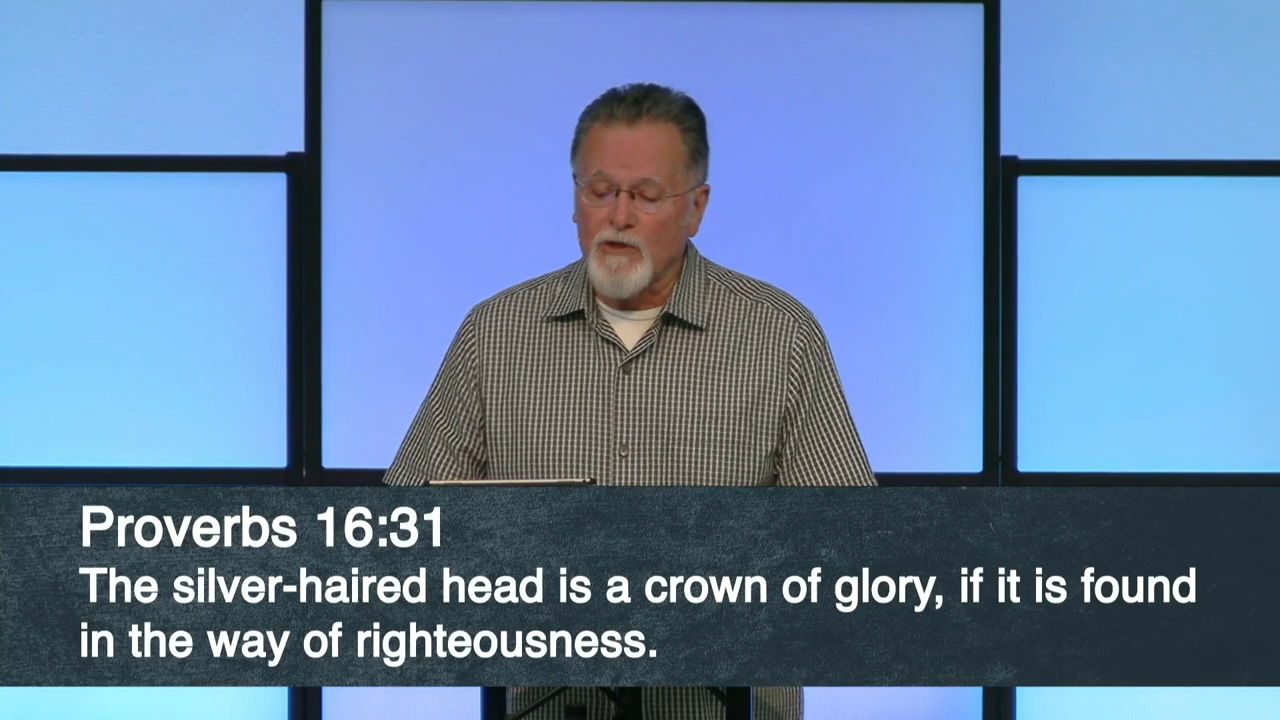 Proverbs 16:31
The silver-haired head is a crown of glory, if it is found
in the way of righteousness.